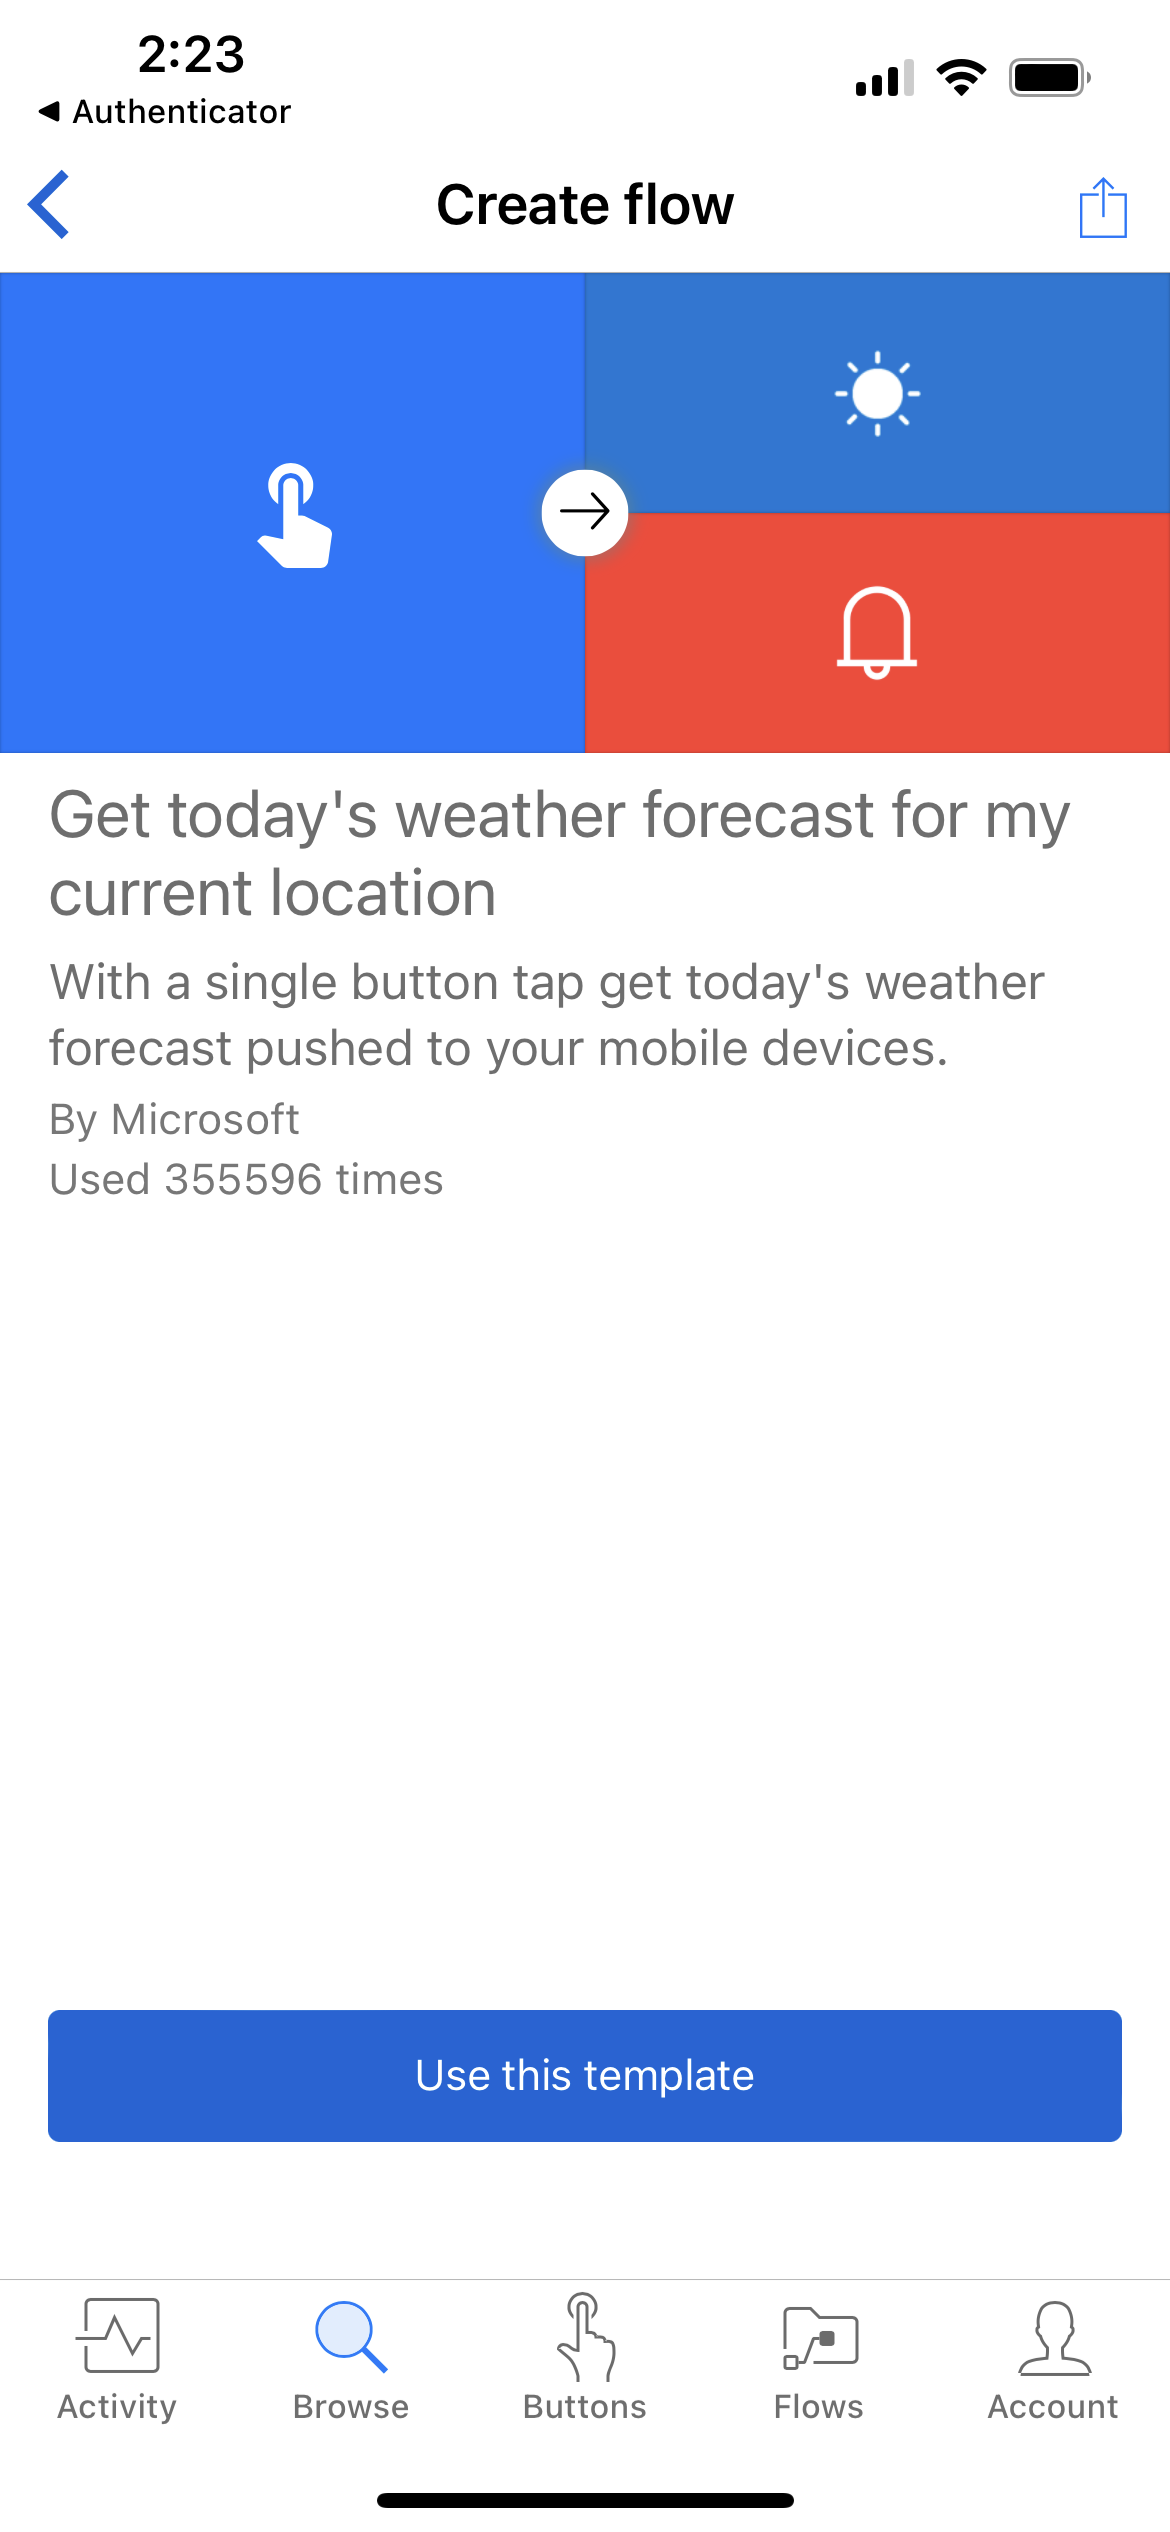 2:23
◀ Authenticator
Create flow
Get today's weather forecast for my
current location
With a single button tap get today's weather
forecast pushed to your mobile devices.
By Microsoft
Used 355596 times
Use this template
Activity
Browse
Buttons
Flows
Account